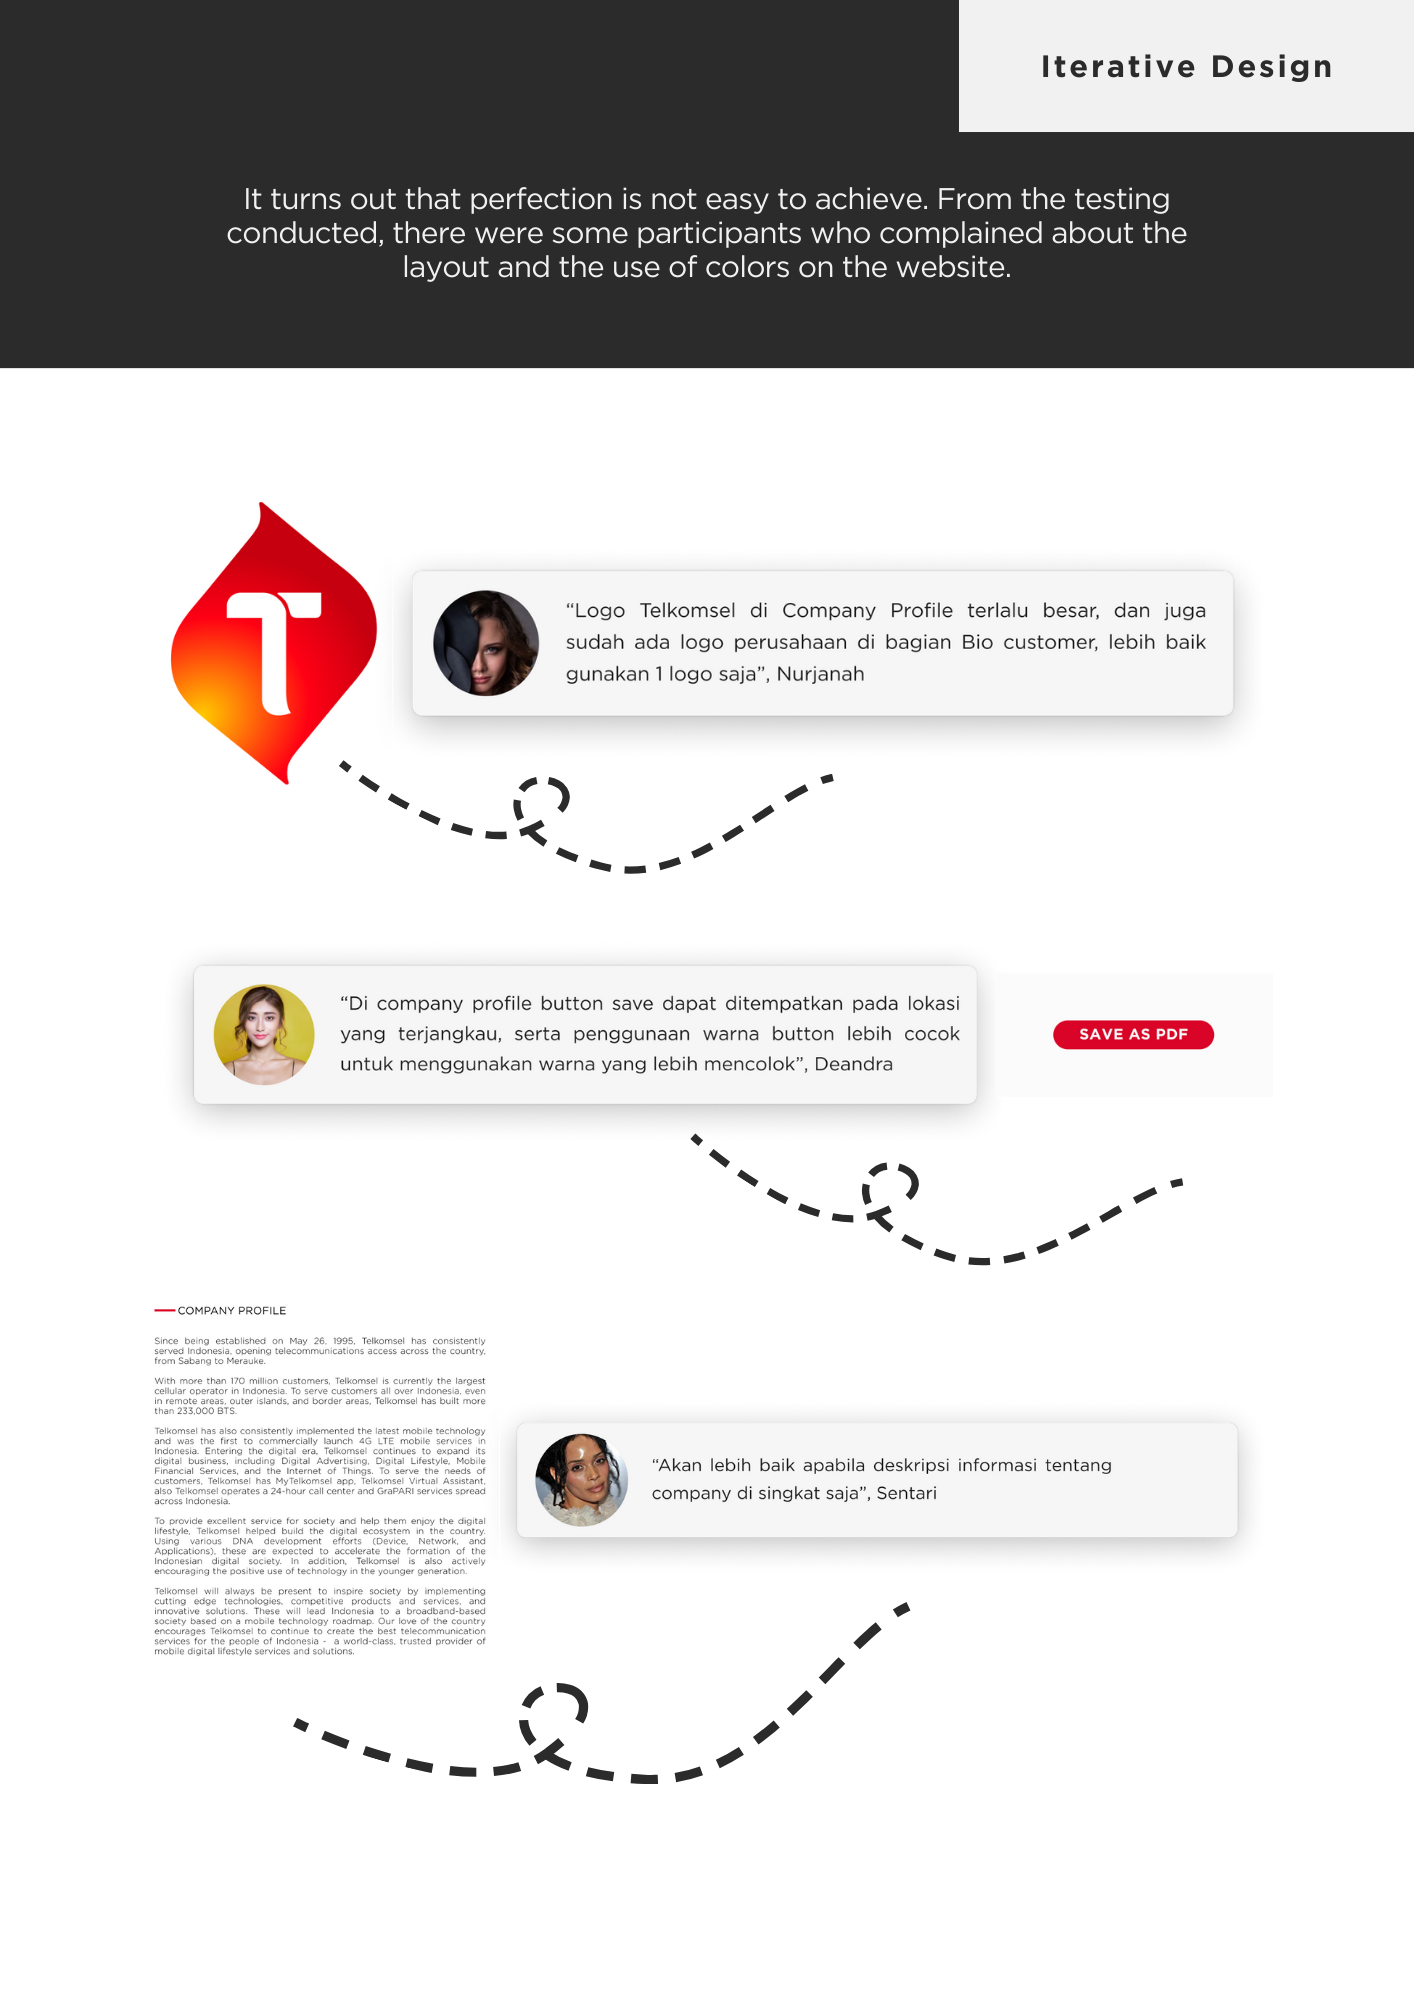 Iterative Design
It turns out that perfection is not easy to achieve. From the testing
conducted, there were some participants who complained about the
layout and the use of colors on the website.
“Logo Telkomsel di Company Profile terlalu besar, dan juga
sudah ada logo perusahaan di bagian Bio customer, lebih baik
gunakan 1 logo saja”, Nurjanah
“Di company profile button save dapat ditempatkan pada lokasi
yang terjangkau, serta penggunaan warna button lebih cocok
untuk menggunakan warna yang lebih mencolok”, Deandra
SAVE AS PDF
COMPANY PROFILE
Since being established on May 26, 1995, Telkomsel has consistently
served Indonesia, opening telecommunications access across the country,
from Sabang to Merauke.
With more than 170 million customers, Telkomsel is currently the largest
cellular operator in Indonesia. To serve customers all over Indonesia, even
in remote areas, outer islands, and border areas, Telkomsel has built more
than 233,000 BTS.
Telkomsel has also consistently implemented the latest mobile technology
and was the first to commercially launch 4G LTE mobile services in
Indonesia. Entering the digital era, Telkomsel continues to expand its
digital business, including Digital Advertising, Digital Lifestyle, Mobile
Financial Services, and the Internet of Things. To serve the needs of
customers, Telkomsel has MyTelkomsel app, Telkomsel Virtual Assistant,
also Telkomsel operates a 24-hour call center and GraPARI services spread
across Indonesia.
To provide excellent service for society and help them enjoy the digital
lifestyle, Telkomsel helped build the digital ecosystem in the country.
Using various DNA development efforts (Device, Network, and
Applications), these are expected to accelerate the formation of the
Indonesian digital society. In addition, Telkomsel is also actively
encouraging the positive use of technology in the younger generation.
Telkomsel will always be present to inspire society by implementing
cutting edge technologies, competitive products and services, and
innovative solutions. These will lead Indonesia to a broadband-based
society based on a mobile technology roadmap. Our love of the country
encourages Telkomsel to continue to create the best telecommunication
services for the people of Indonesia - a world-class, trusted provider of
mobile digital lifestyle services and solutions.
“Akan lebih baik apabila deskripsi informasi tentang
company di singkat saja”, Sentari